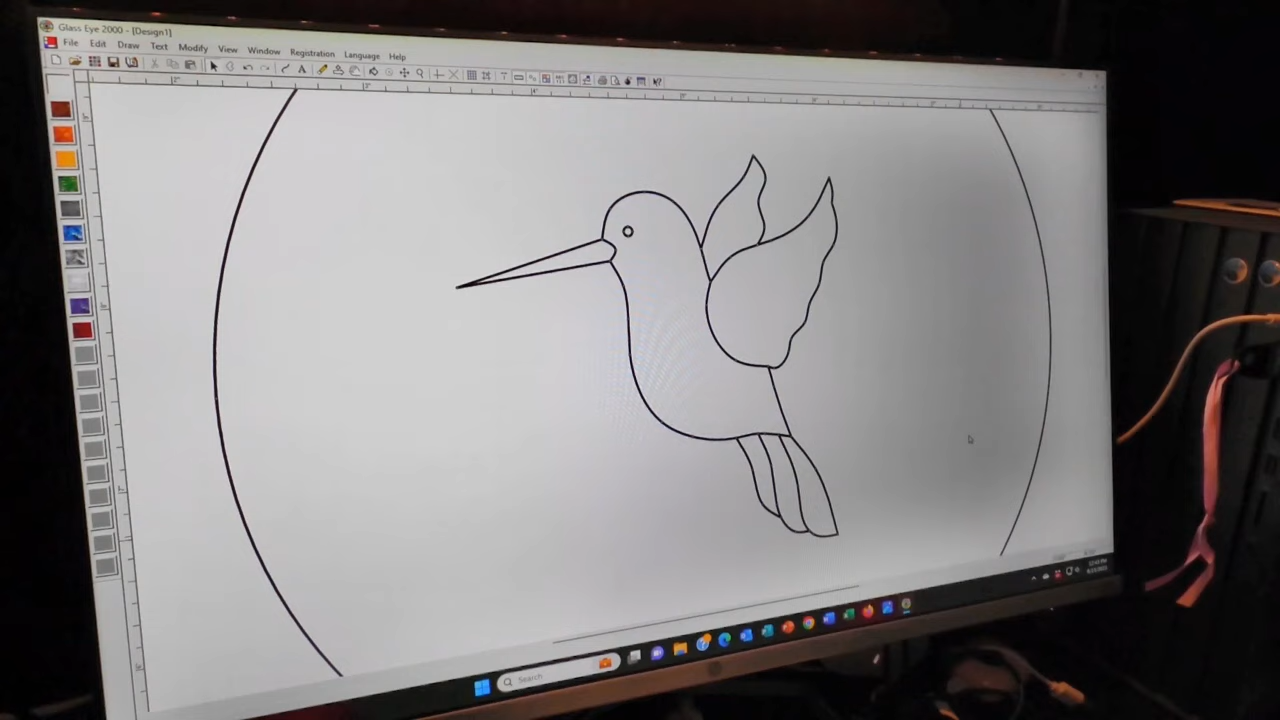 Glass Eye 2000 - [Design1]
File Edit Draw Text Modify View Window Registration Language Help
Search